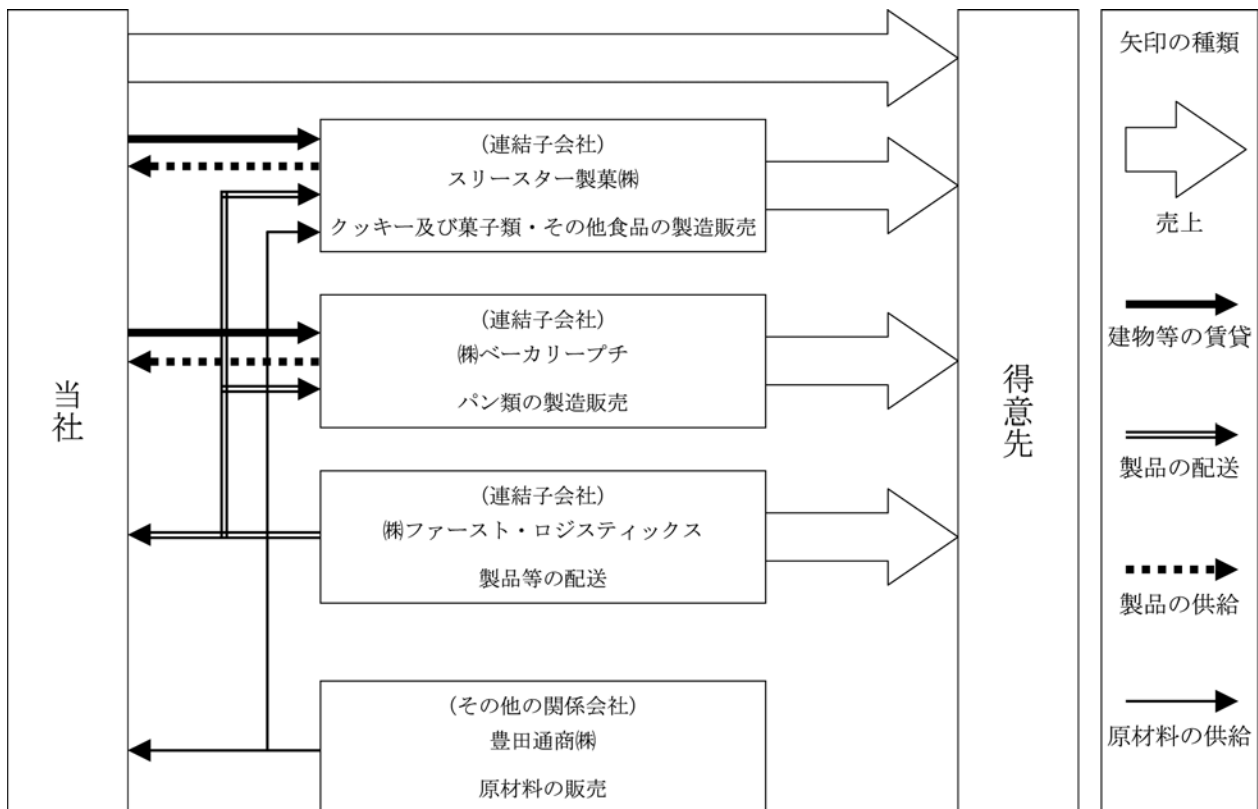 当社
(連結子会社)
スリースター製菓㈱
クッキー及び菓子類・その他食品の製造販売
(連結子会社)
㈱ベーカリープチ
パン類の製造販売
(連結子会社)
㈱ファースト・ロジスティックス
製品等の配送
(その他の関係会社)
豊田通商㈱
原材料の販売
得意先
矢印の種類
売上
建物等の賃貸
製品の配送
製品の供給
原材料の供給